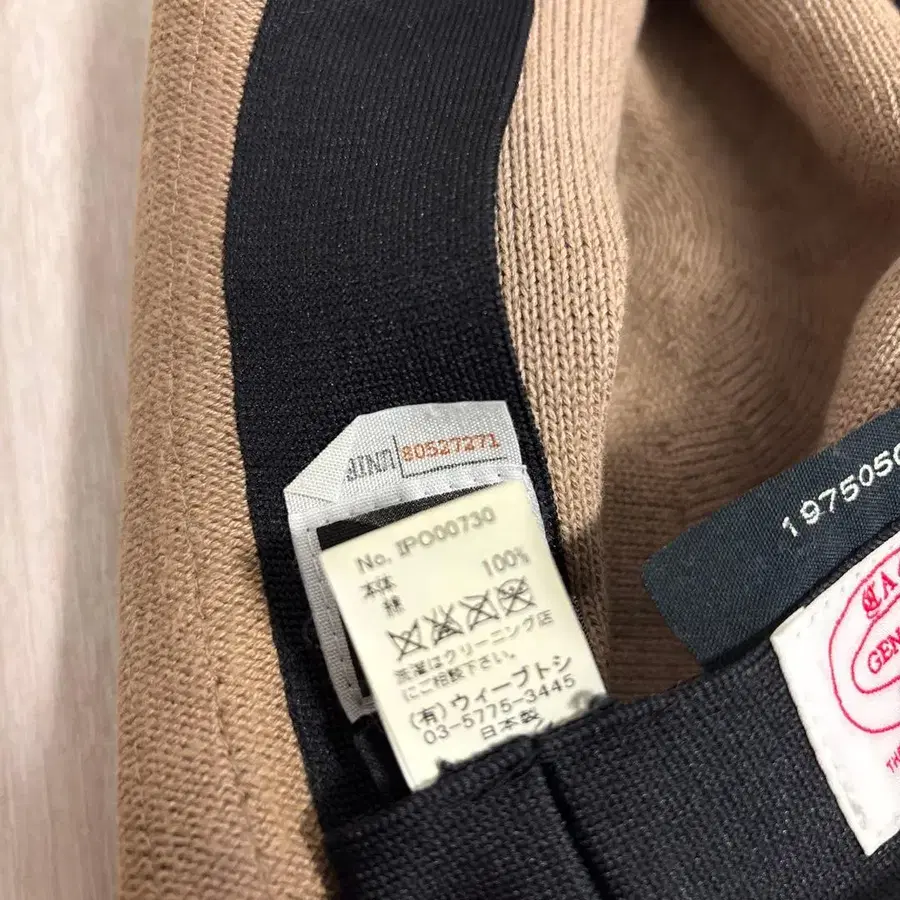 UNIF
80527271
No. IPO00730
本体
綿 100%
洗濯はクリーニング店
にご相談下さい。
(有)ウィーブトシ
03-5775-3445
日本製
1975050
GEN